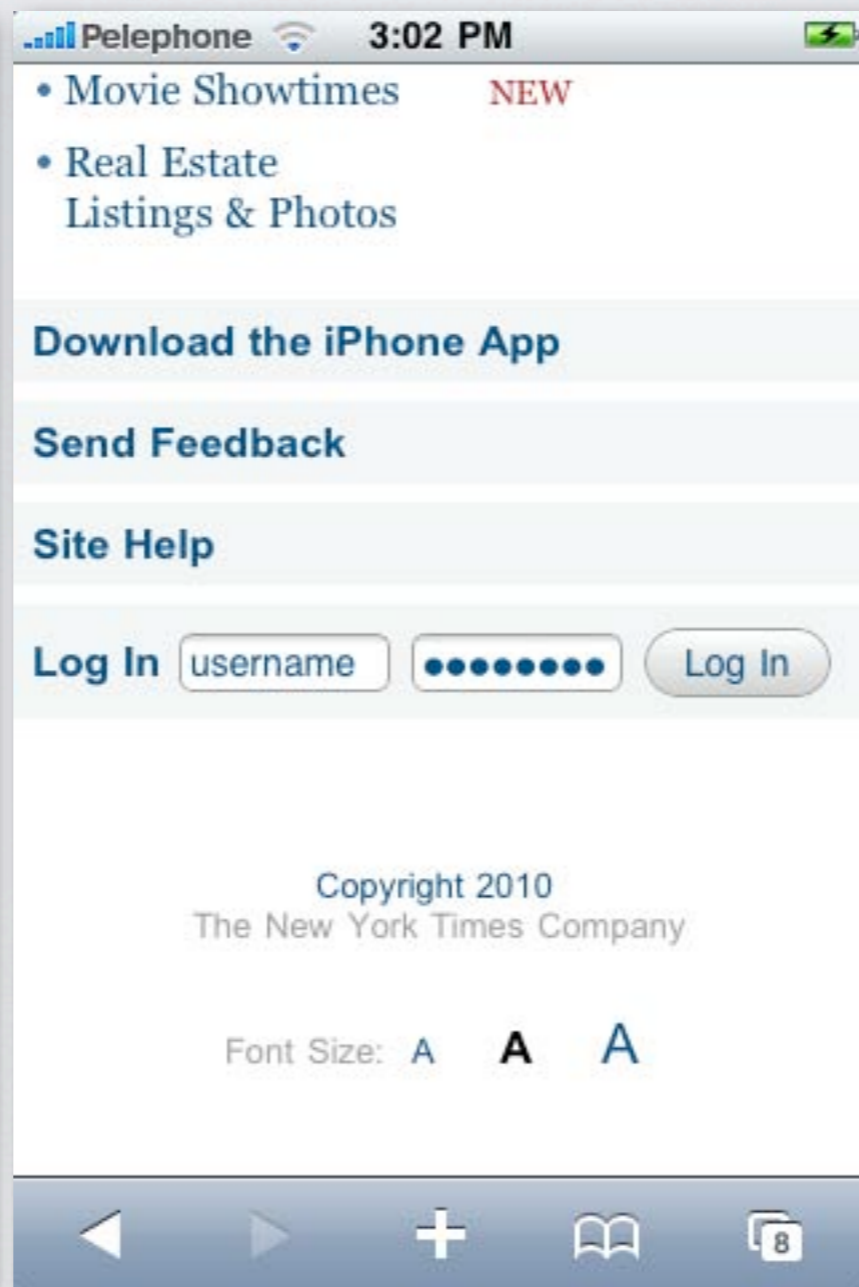 Pelephone 3:02 PM
• Movie Showtimes NEW
• Real Estate
Listings & Photos
Download the iPhone App
Send Feedback
Site Help
Log In username •••••••• Log In
Copyright 2010
The New York Times Company
Font Size: A A A
8